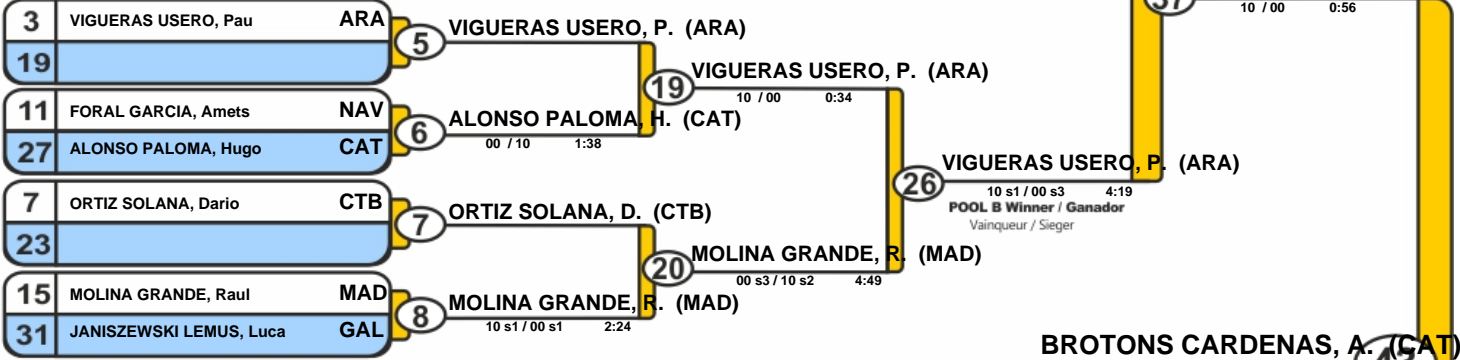 3 VIGUERAS USERO, Pau ARA
19
5 VIGUERAS USERO, P. (ARA)
11 FORAL GARCIA, Amets NAV
27 ALONSO PALOMA, Hugo CAT
6 ALONSO PALOMA, H. (CAT)
00 / 10 1:38
19 VIGUERAS USERO, P. (ARA)
10 / 00 0:34
7 ORTIZ SOLANA, Dario CTB
23
7 ORTIZ SOLANA, D. (CTB)
15 MOLINA GRANDE, Raul MAD
31 JANISZEWSKI LEMUS, Luca GAL
8 MOLINA GRANDE, R. (MAD)
10 s1 / 00 s1 2:24
20 MOLINA GRANDE, R. (MAD)
00 s3 / 10 s2 4:49
26 VIGUERAS USERO, P. (ARA)
10 s1 / 00 s3 4:19
POOL B Winner / Ganador
Vainqueur / Sieger
37
10 / 00 0:56
BROTONS CARDENAS, A. (CAT)